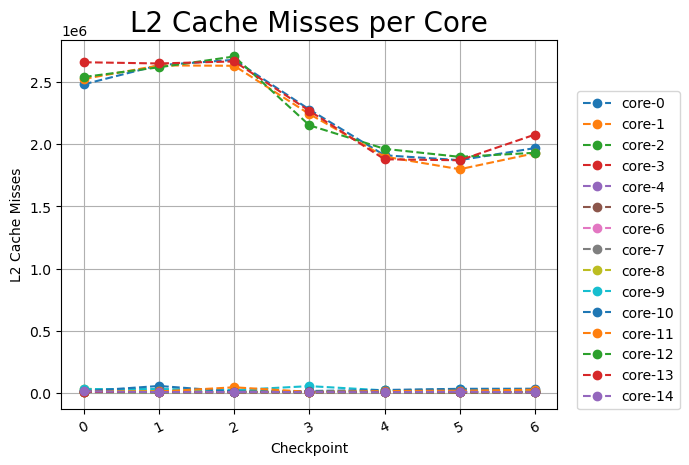 L2 Cache Misses per Core
1e6
2.5
2.0
1.5
1.0
0.5
0.0
L2 Cache Misses
0 1 2 3 4 5 6
Checkpoint
core-0
core-1
core-2
core-3
core-4
core-5
core-6
core-7
core-8
core-9
core-10
core-11
core-12
core-13
core-14